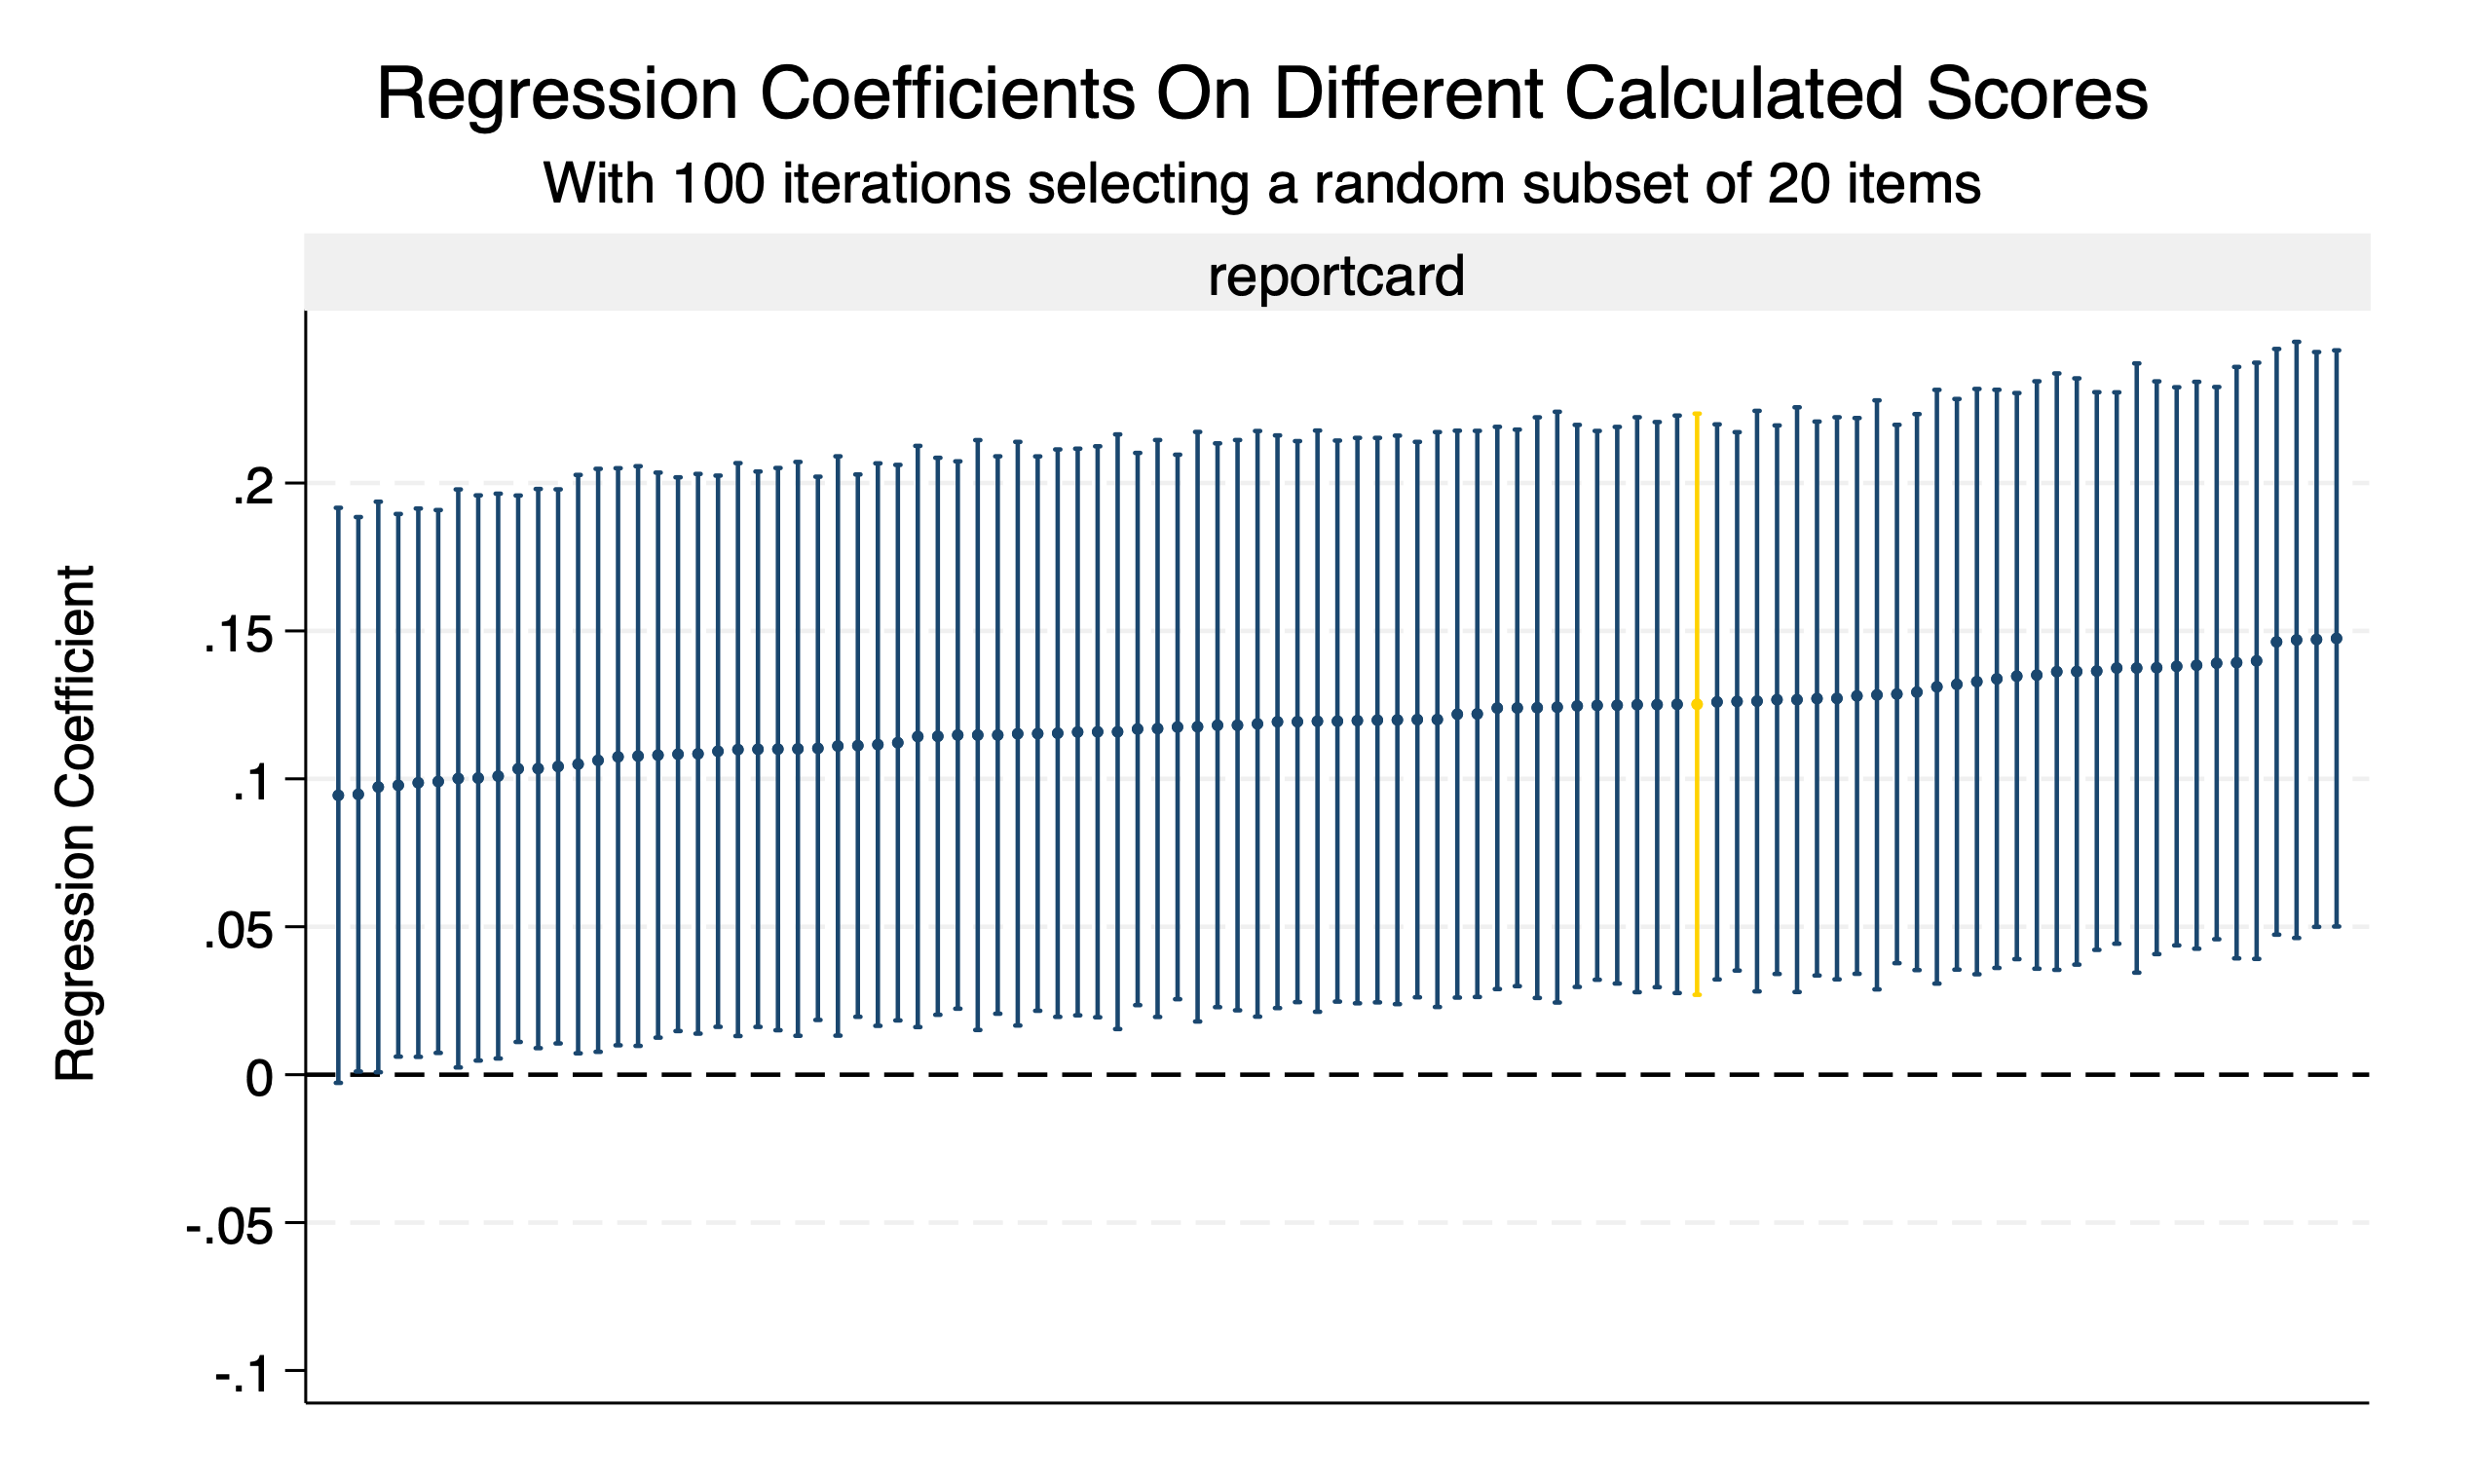 Regression Coefficients On Different Calculated Scores
With 100 iterations selecting a random subset of 20 items
reportcard
Regression Coefficient
.2
.15
.1
.05
0
-.05
-.1